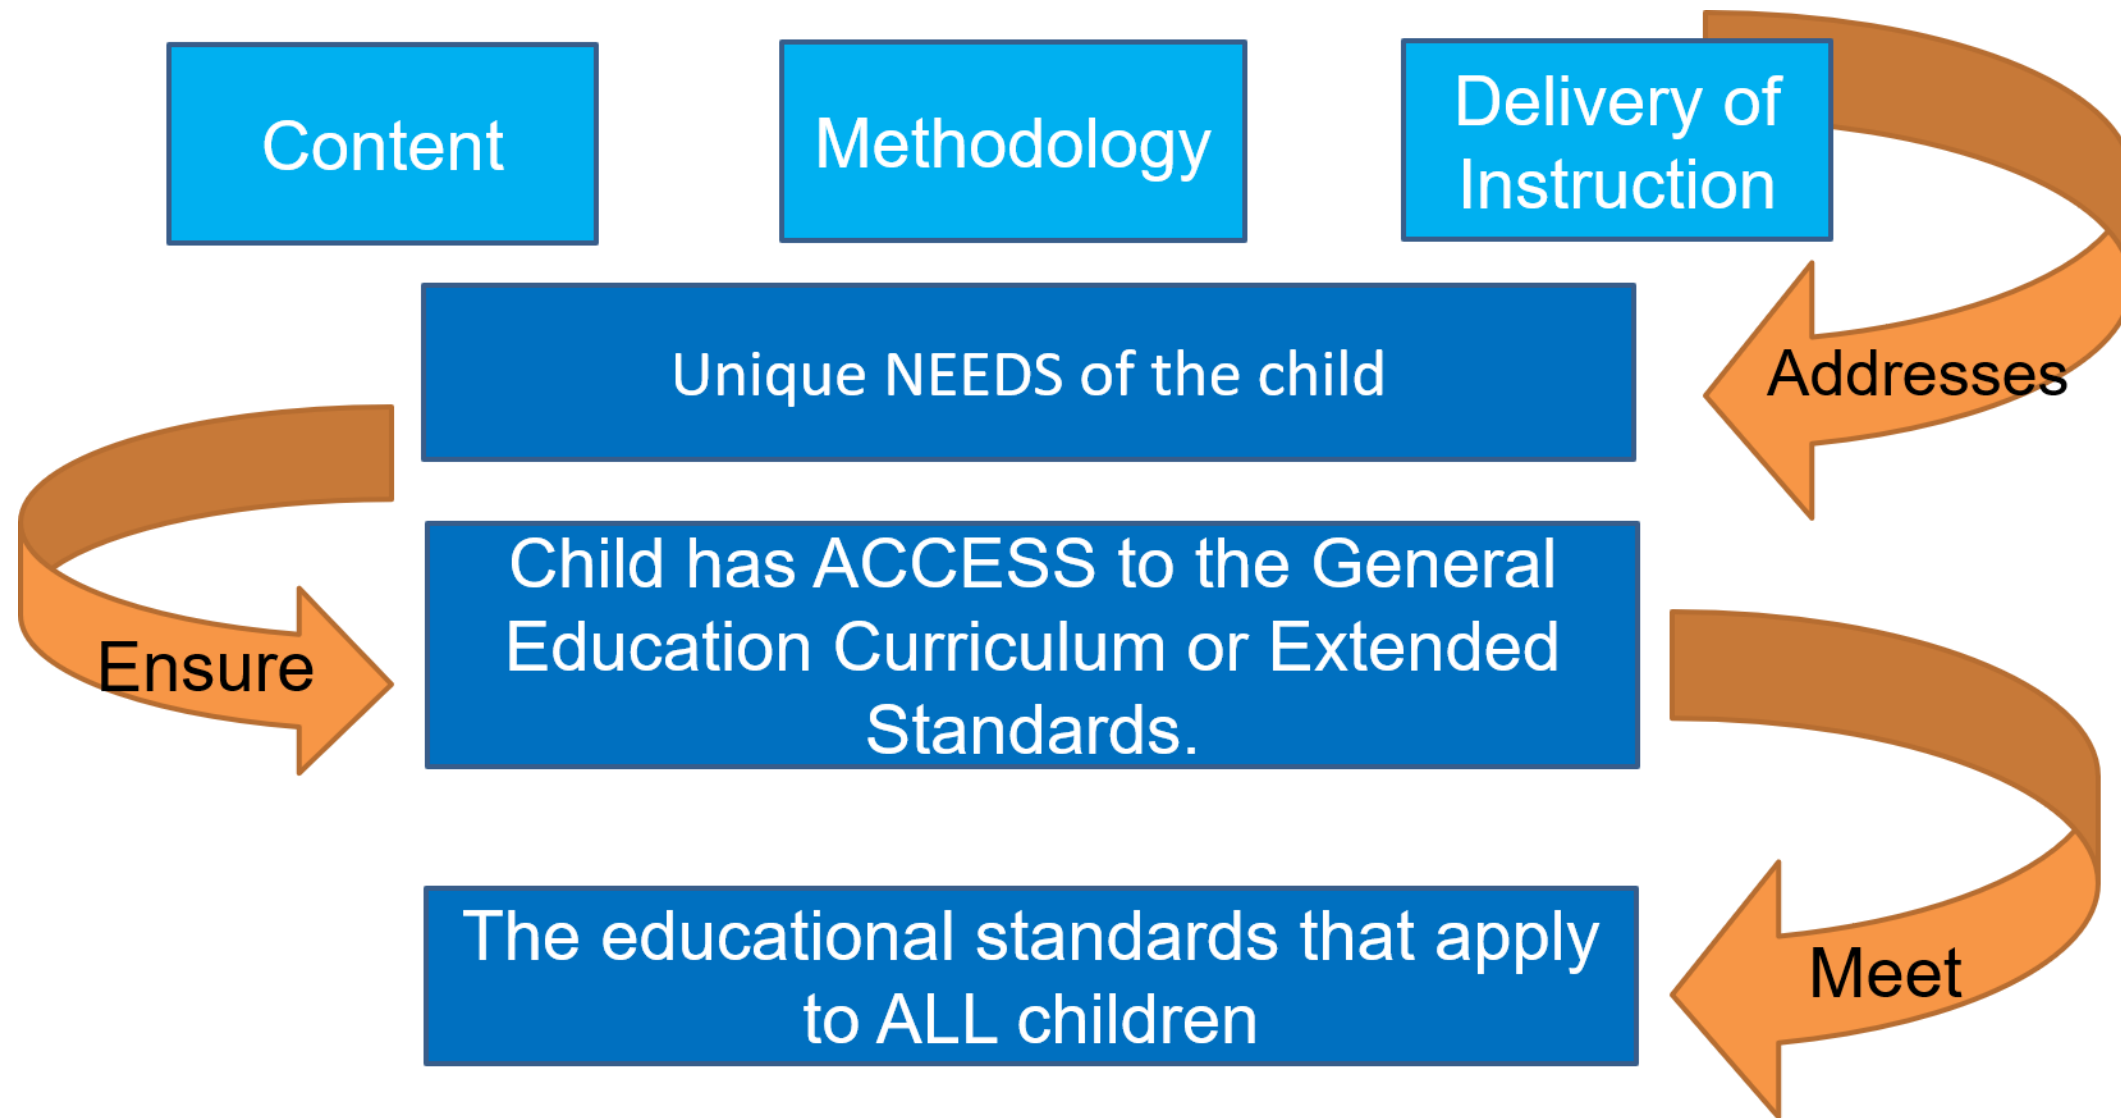 Content
Methodology
Delivery of
Instruction
Unique NEEDS of the child
Addresses
Child has ACCESS to the General
Education Curriculum or Extended
Standards.
Ensure
The educational standards that apply
to ALL children
Meet